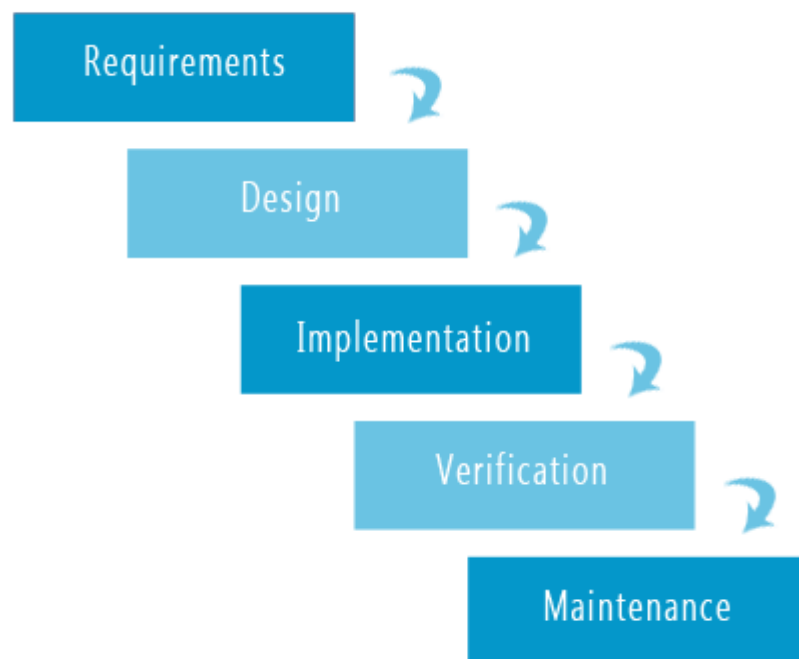 Requirements
Design
Implementation
Verification
Maintenance